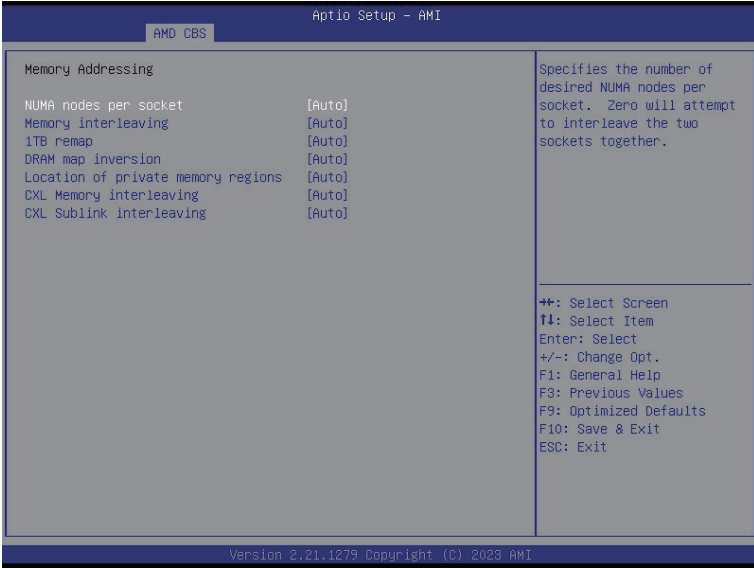 Aptio Setup - AMI
AMD CBS
Memory Addressing
NUMA nodes per socket [Auto]
Memory interleaving [Auto]
1TB remap [Auto]
DRAM map inversion [Auto]
Location of private memory regions [Auto]
CXL Memory interleaving [Auto]
CXL Sublink interleaving [Auto]
Specifies the number of
desired NUMA nodes per
socket. Zero will attempt
to interleave the two
sockets together.
→←: Select Screen
↑↓: Select Item
Enter: Select
+/-: Change Opt.
F1: General Help
F3: Previous Values
F9: Optimized Defaults
F10: Save & Exit
ESC: Exit
Version 2.21.1279 Copyright (C) 2023 AMI